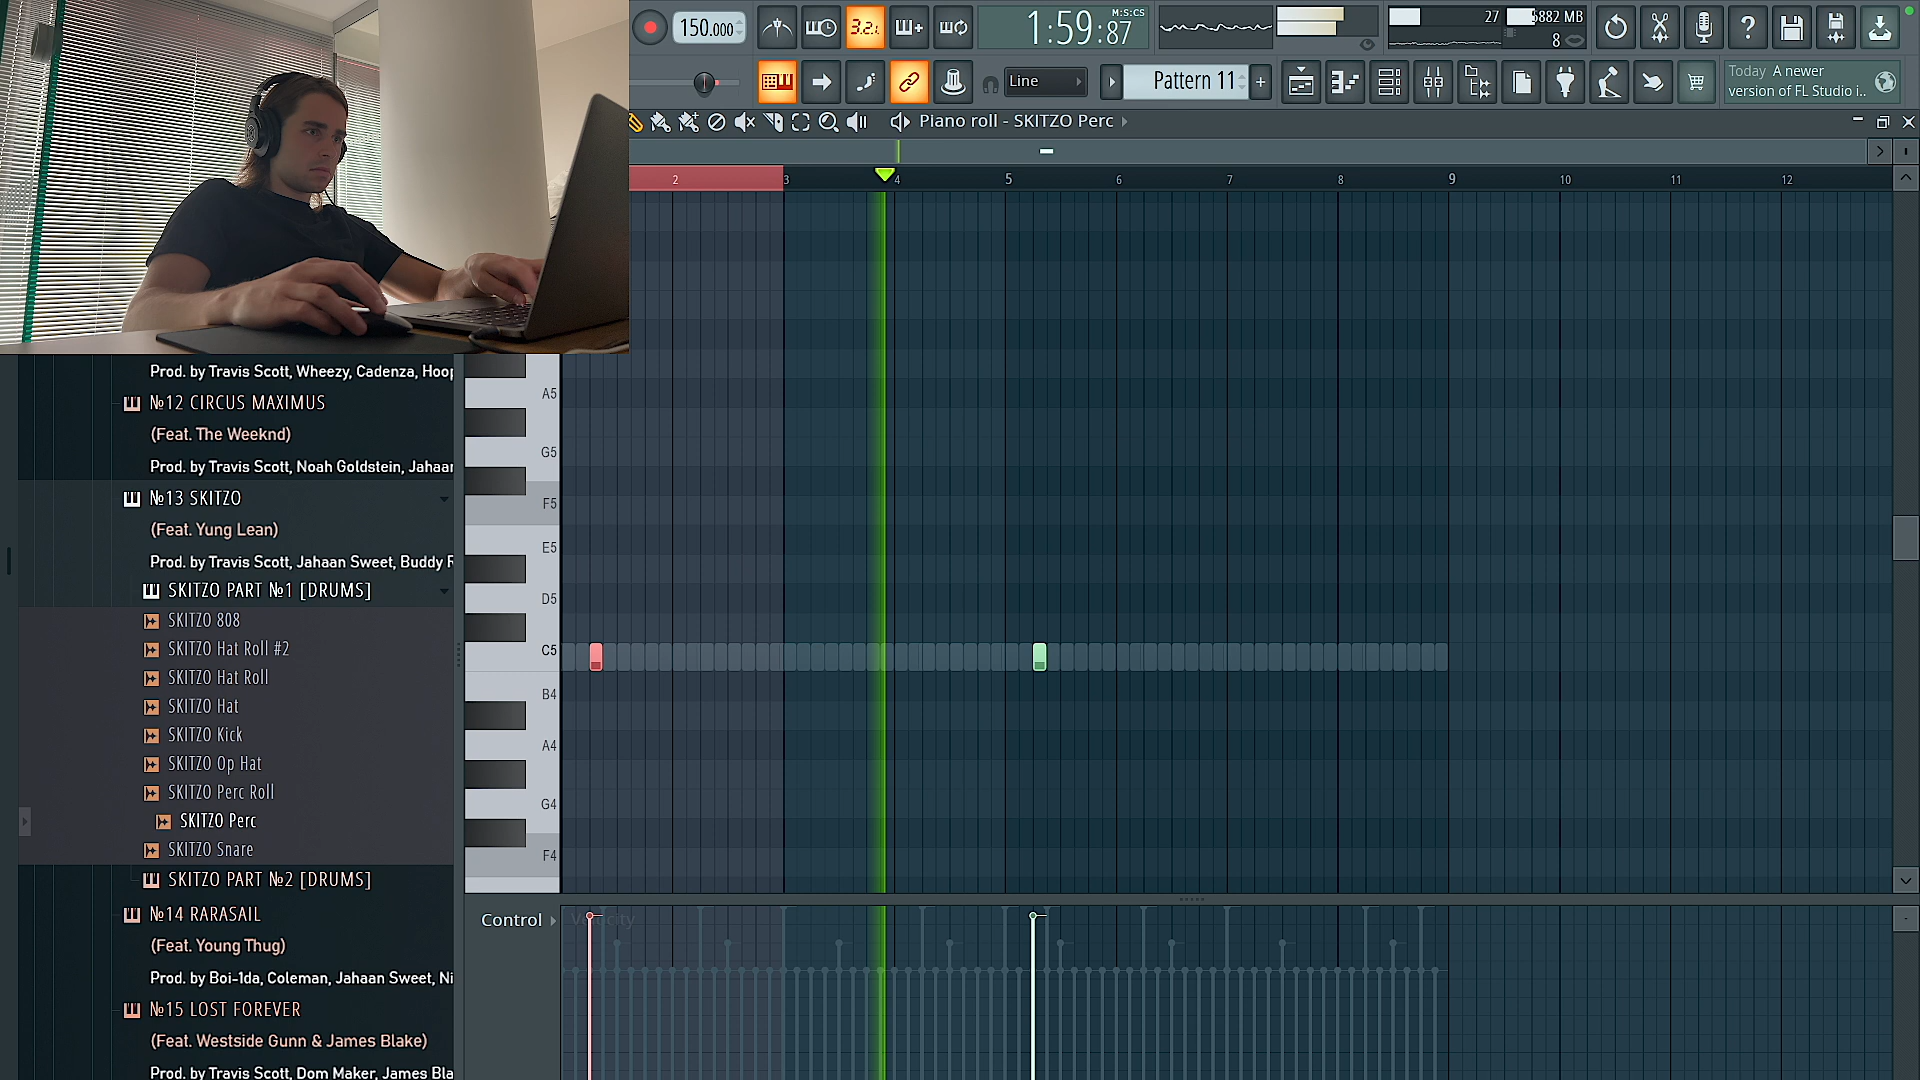 150.000
3.2.1
1:59:87
M:S:CS
27
5882 MB
8
Line
Pattern 11
Today A newer
version of FL Studio i..
Piano roll - SKITZO Perc
2
3
4
5
6
7
8
9
10
11
12
Prod. by Travis Scott, Wheezy, Cadenza, Hoop
№12 CIRCUS MAXIMUS
(Feat. The Weeknd)
Prod. by Travis Scott, Noah Goldstein, Jahaan
№13 SKITZO
(Feat. Yung Lean)
Prod. by Travis Scott, Jahaan Sweet, Buddy R
SKITZO PART №1 [DRUMS]
SKITZO 808
SKITZO Hat Roll #2
SKITZO Hat Roll
SKITZO Hat
SKITZO Kick
SKITZO Op Hat
SKITZO Perc Roll
SKITZO Perc
SKITZO Snare
SKITZO PART №2 [DRUMS]
№14 RARASAIL
(Feat. Young Thug)
Prod. by Boi-1da, Coleman, Jahaan Sweet, Ni
№15 LOST FOREVER
(Feat. Westside Gunn & James Blake)
Prod. by Travis Scott, Dom Maker, James Bla
A5
G5
F5
E5
D5
C5
B4
A4
G4
F4
Control
Velocity